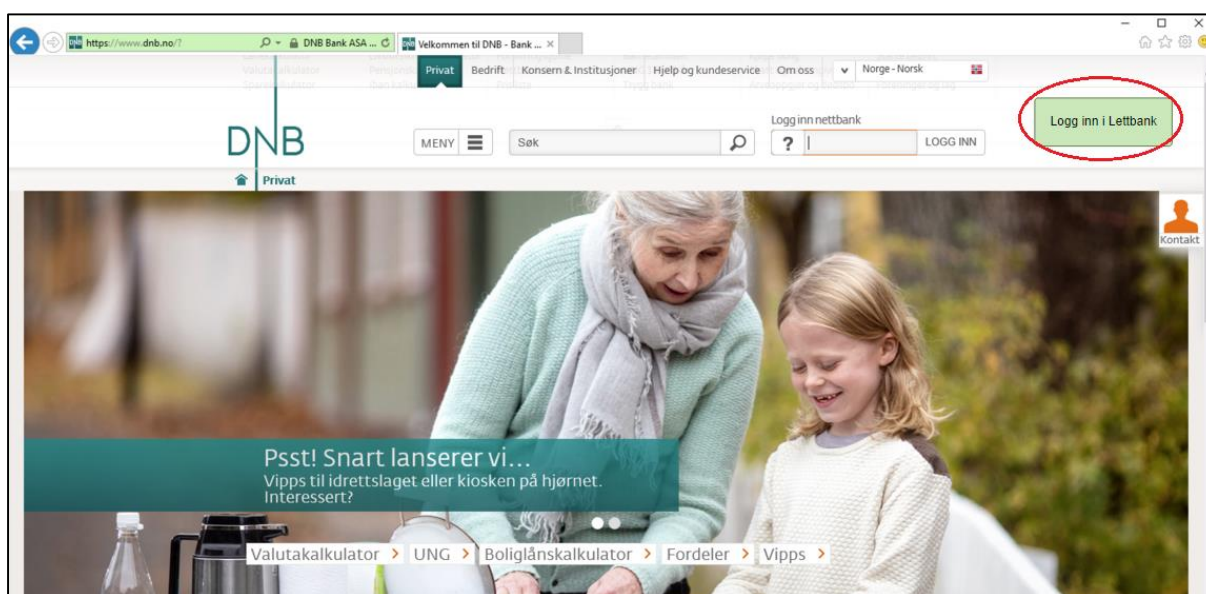 https://www.dnb.no/?
DNB Bank ASA ...
DNB Velkommen til DNB - Bank ...
Privat Bedrift Konsern & Institusjoner Hjelp og kundeservice Om oss Norge - Norsk
Logg inn nettbank
Logg inn i Lettbank
DNB
MENY
Søk
?
LOGG INN
Privat
Kontakt
Psst! Snart lanserer vi...
Vipps til idrettslaget eller kiosken på hjørnet.
Interessert?
Valutakalkulator > UNG > Boliglånskalkulator > Fordeler > Vipps >